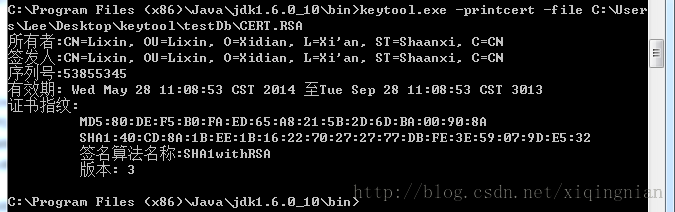 C:\Program Files (x86)\Java\jdk1.6.0_10\bin>keytool.exe -printcert -file C:\User
s\Lee\Desktop\keytool\testDb\CERT.RSA
所有者:CN=Lixin, OU=Lixin, O=Xidian, L=Xi'an, ST=Shaanxi, C=CN
签发人:CN=Lixin, OU=Lixin, O=Xidian, L=Xi'an, ST=Shaanxi, C=CN
序列号:53855345
有效期: Wed May 28 11:08:53 CST 2014 至Tue Sep 28 11:08:53 CST 3013
证书指纹:
MD5:80:DE:F5:B0:FA:ED:65:A8:21:5B:2D:6D:BA:00:90:8A
SHA1:40:CD:8A:1B:EE:1B:16:22:70:27:27:77:DB:FE:3E:59:07:9D:E5:32
签名算法名称:SHA1withRSA
版本: 3
C:\Program Files (x86)\Java\jdk1.6.0_10\bin>
http://blog.csdn.net/xiqingnian